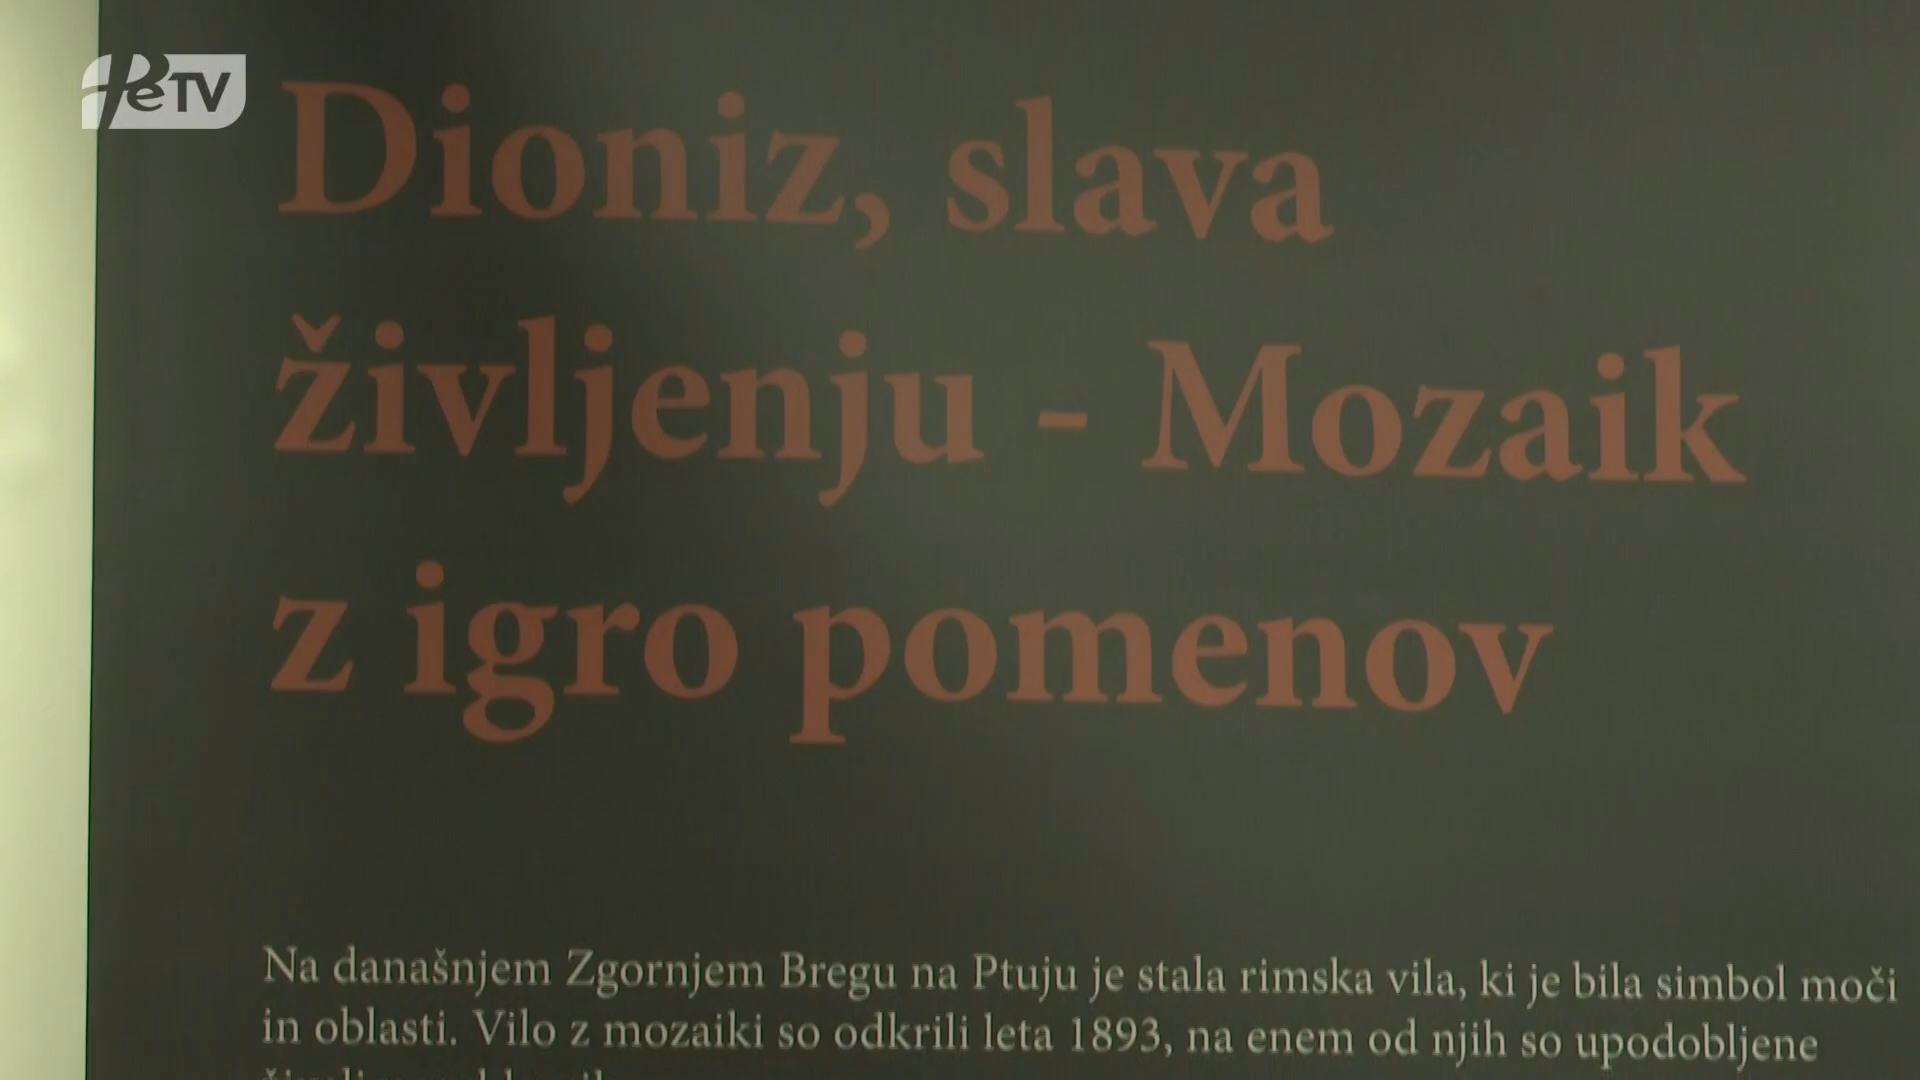 PeTV
Dioniz, slava
življenju - Mozaik
z igro pomenov
Na današnjem Zgornjem Bregu na Ptuju je stala rimska vila, ki je bila simbol moči
in oblasti. Vilo z mozaiki so odkrili leta 1893, na enem od njih so upodobljene